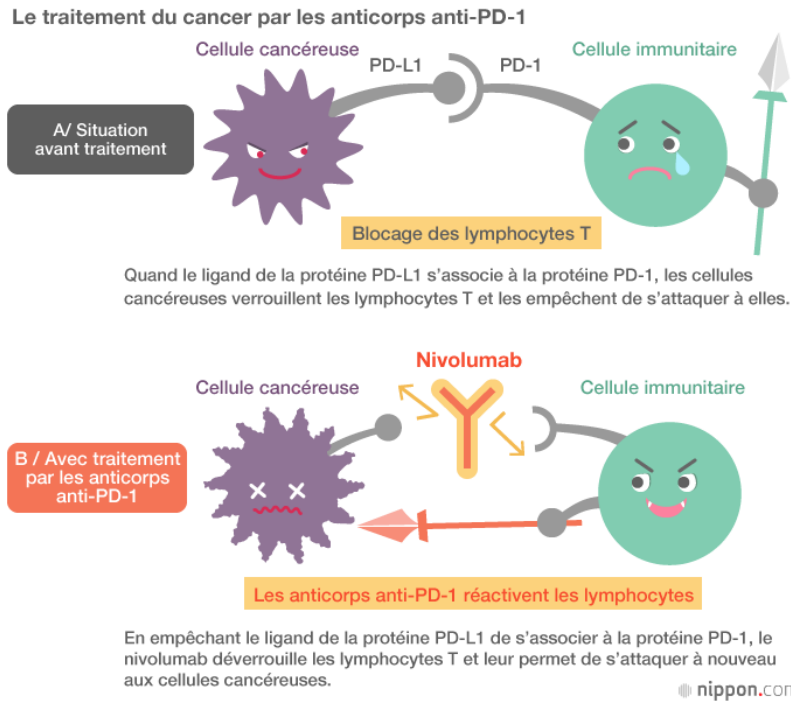 Le traitement du cancer par les anticorps anti-PD-1
Cellule cancéreuse
Cellule immunitaire
PD-L1
PD-1
A/ Situation
avant traitement
Blocage des lymphocytes T
Quand le ligand de la protéine PD-L1 s’associe à la protéine PD-1, les cellules
cancéreuses verrouillent les lymphocytes T et les empêchent de s’attaquer à elles.
Nivolumab
Cellule cancéreuse
Cellule immunitaire
B / Avec traitement
par les anticorps
anti-PD-1
Les anticorps anti-PD-1 réactivent les lymphocytes
En empêchant le ligand de la protéine PD-L1 de s’associer à la protéine PD-1, le
nivolumab déverrouille les lymphocytes T et leur permet de s’attaquer à nouveau
aux cellules cancéreuses.
nippon.com